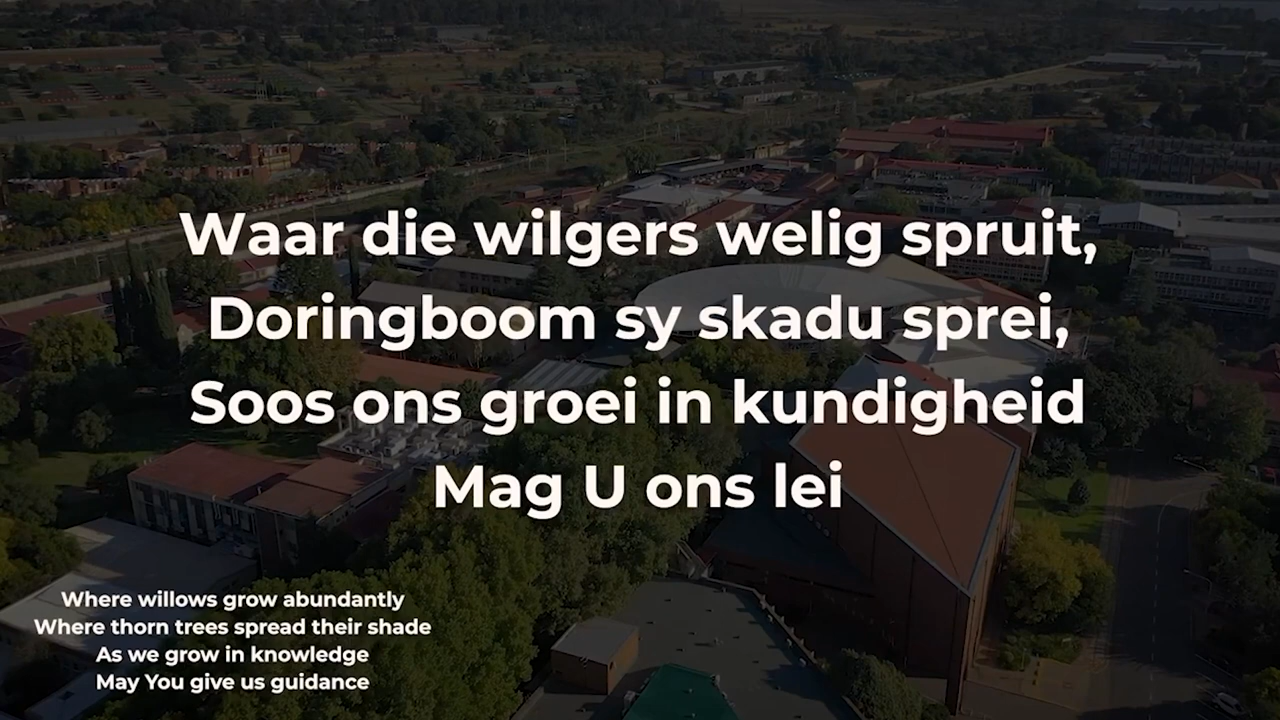 Waar die wilgers welig spruit,
Doringboom sy skadu sprei,
Soos ons groei in kundigheid
Mag U ons lei
Where willows grow abundantly
Where thorn trees spread their shade
As we grow in knowledge
May You give us guidance